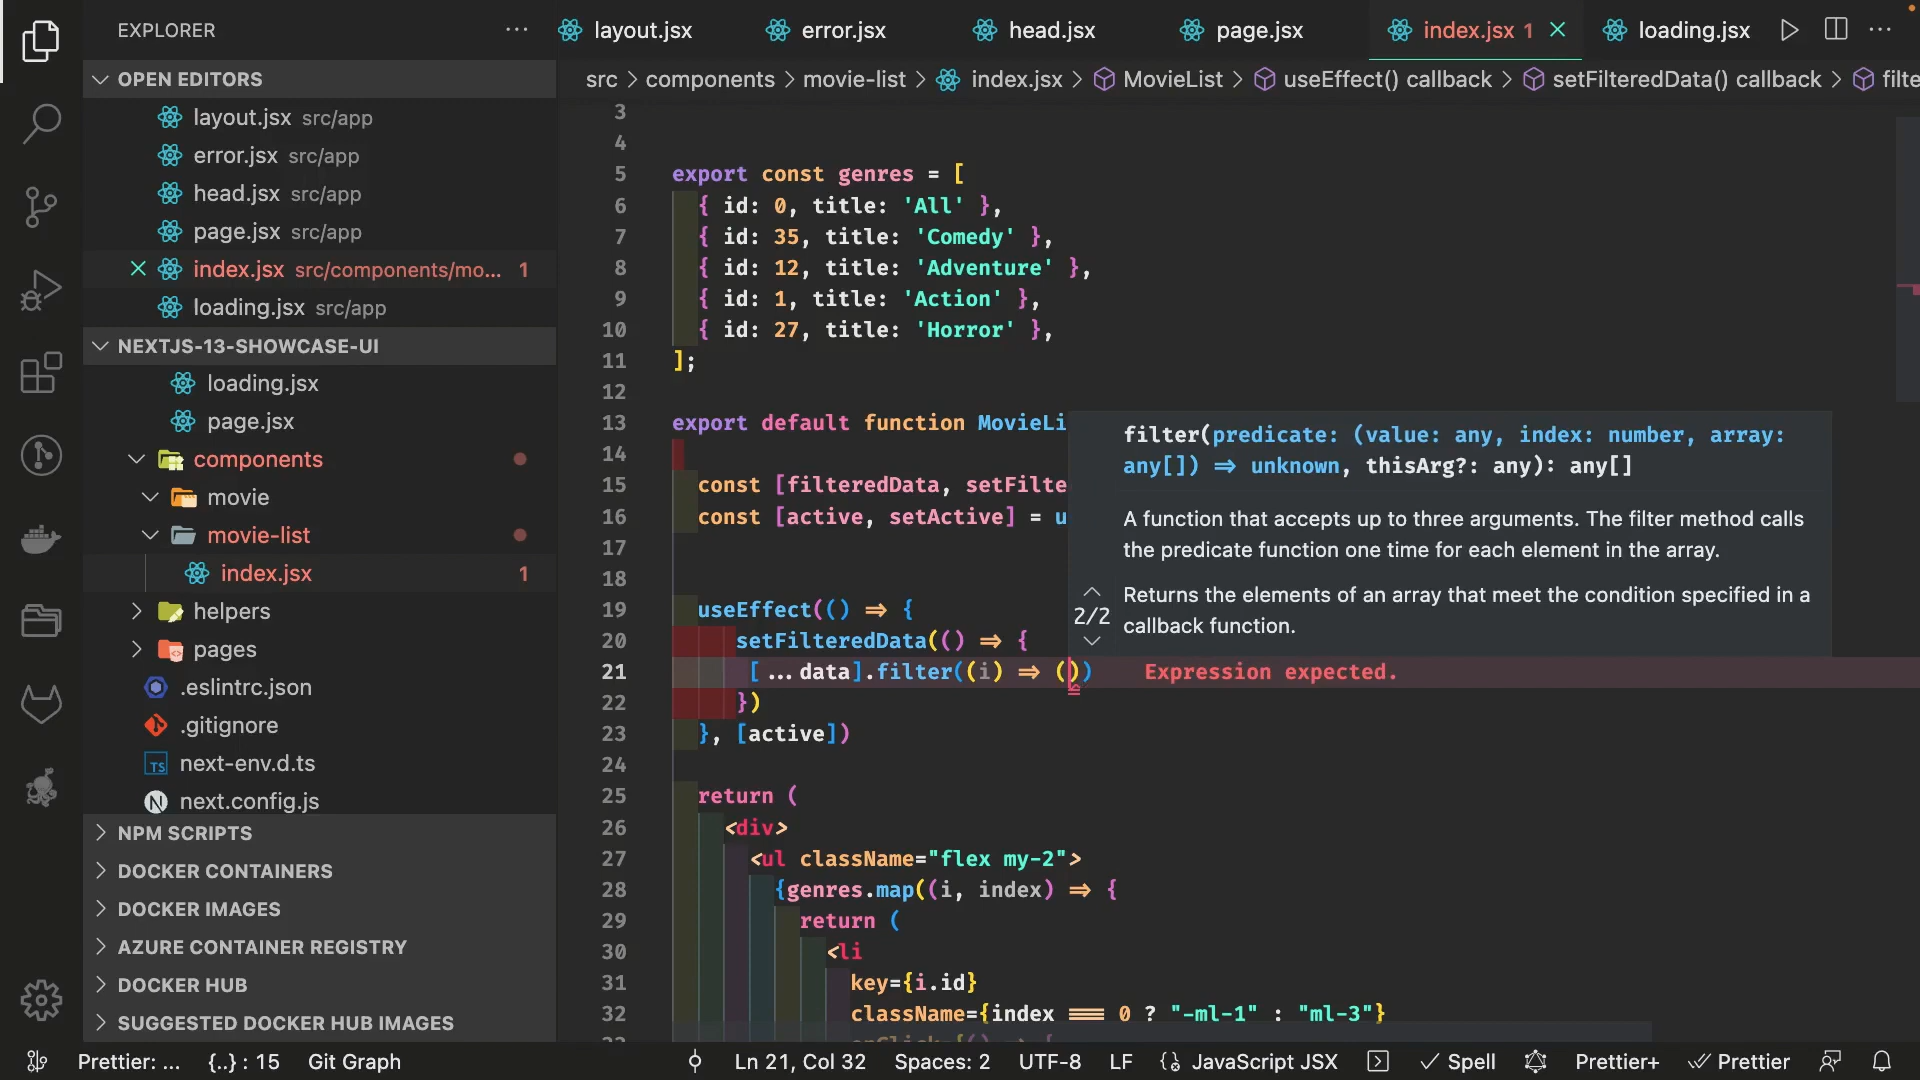 EXPLORER
layout.jsx
error.jsx
head.jsx
page.jsx
index.jsx 1
loading.jsx
OPEN EDITORS
src > components > movie-list > index.jsx > MovieList > useEffect() callback > setFilteredData() callback > filte
layout.jsx src/app
error.jsx src/app
head.jsx src/app
page.jsx src/app
index.jsx src/components/mo... 1
loading.jsx src/app
NEXTJS-13-SHOWCASE-UI
loading.jsx
page.jsx
components
movie
movie-list
index.jsx 1
helpers
pages
.eslintrc.json
.gitignore
TS next-env.d.ts
N next.config.js
NPM SCRIPTS
DOCKER CONTAINERS
DOCKER IMAGES
AZURE CONTAINER REGISTRY
DOCKER HUB
SUGGESTED DOCKER HUB IMAGES
3
4
5 export const genres = [
6 { id: 0, title: 'All' },
7 { id: 35, title: 'Comedy' },
8 { id: 12, title: 'Adventure' },
9 { id: 1, title: 'Action' },
10 { id: 27, title: 'Horror' },
11 ];
12
13 export default function MovieLi
14
15 const [filteredData, setFilte
16 const [active, setActive] = u
17
18
19 useEffect(() => {
20 setFilteredData(() => {
21 [...data].filter((i) => ()) Expression expected.
22 })
23 }, [active])
24
25 return (
26 <div>
27 <ul className="flex my-2">
28 {genres.map((i, index) => {
29 return (
30 <li
31 key={i.id}
32 className={index === 0 ? "-ml-1" : "ml-3"}
33 onClick={() => {
filter(predicate: (value: any, index: number, array:
any[]) => unknown, thisArg?: any): any[]
A function that accepts up to three arguments. The filter method calls
the predicate function one time for each element in the array.
2/2
Returns the elements of an array that meet the condition specified in a
callback function.
Prettier: ... {..} : 15 Git Graph Ln 21, Col 32 Spaces: 2 UTF-8 LF JavaScript JSX Spell Prettier+ Prettier